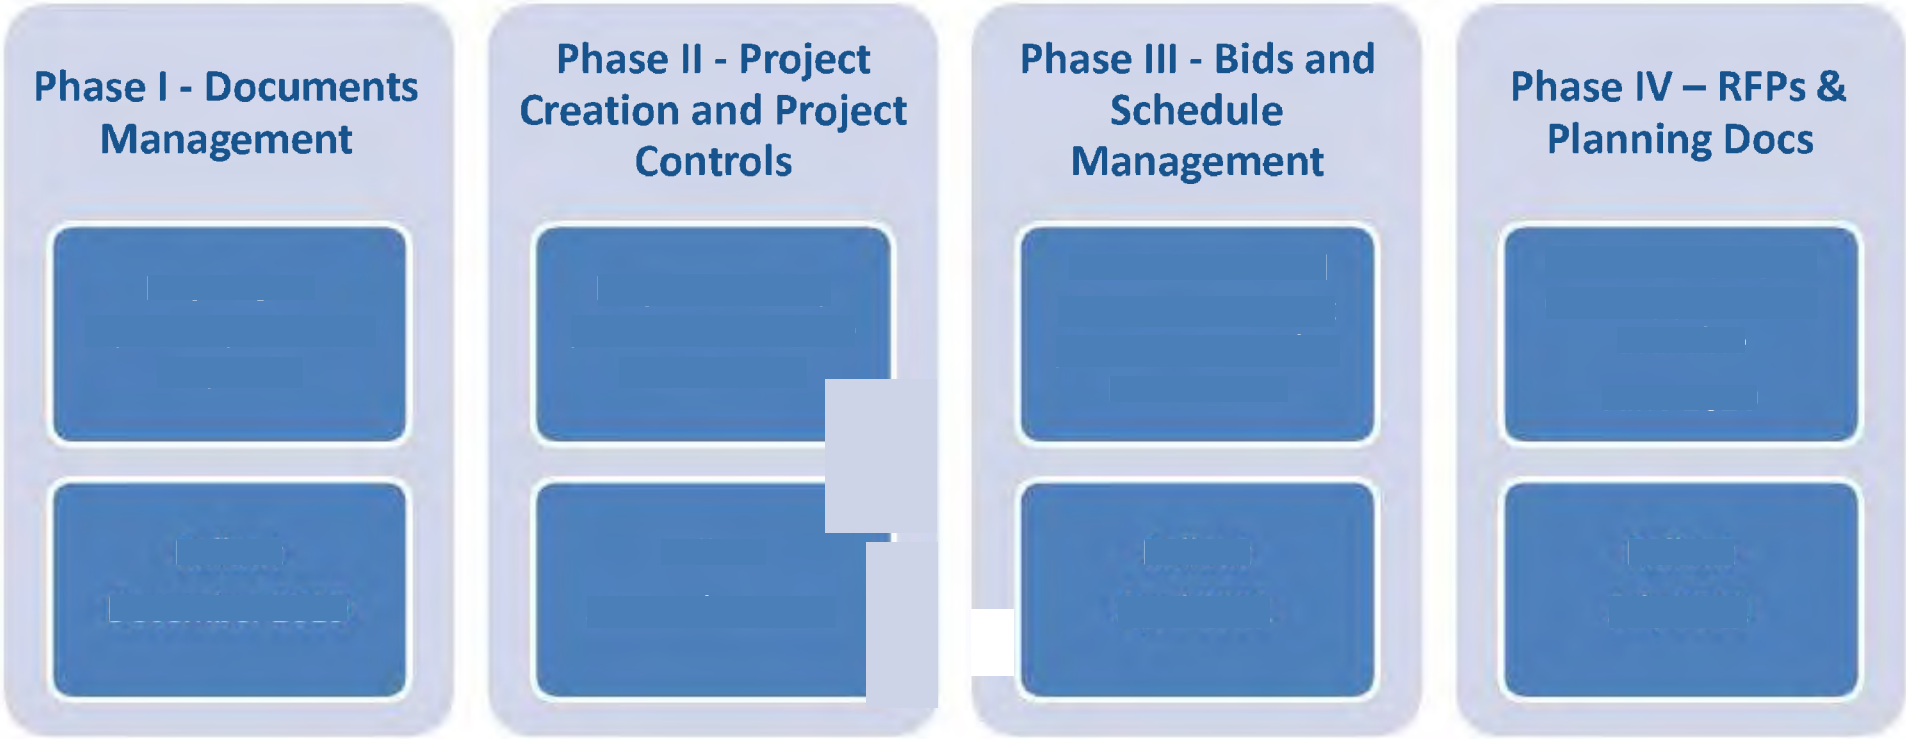 Phase I - Documents
Management
Phase II - Project
Creation and Project
Controls
Phase III - Bids and
Schedule
Management
Phase IV – RFPs &
Planning Docs